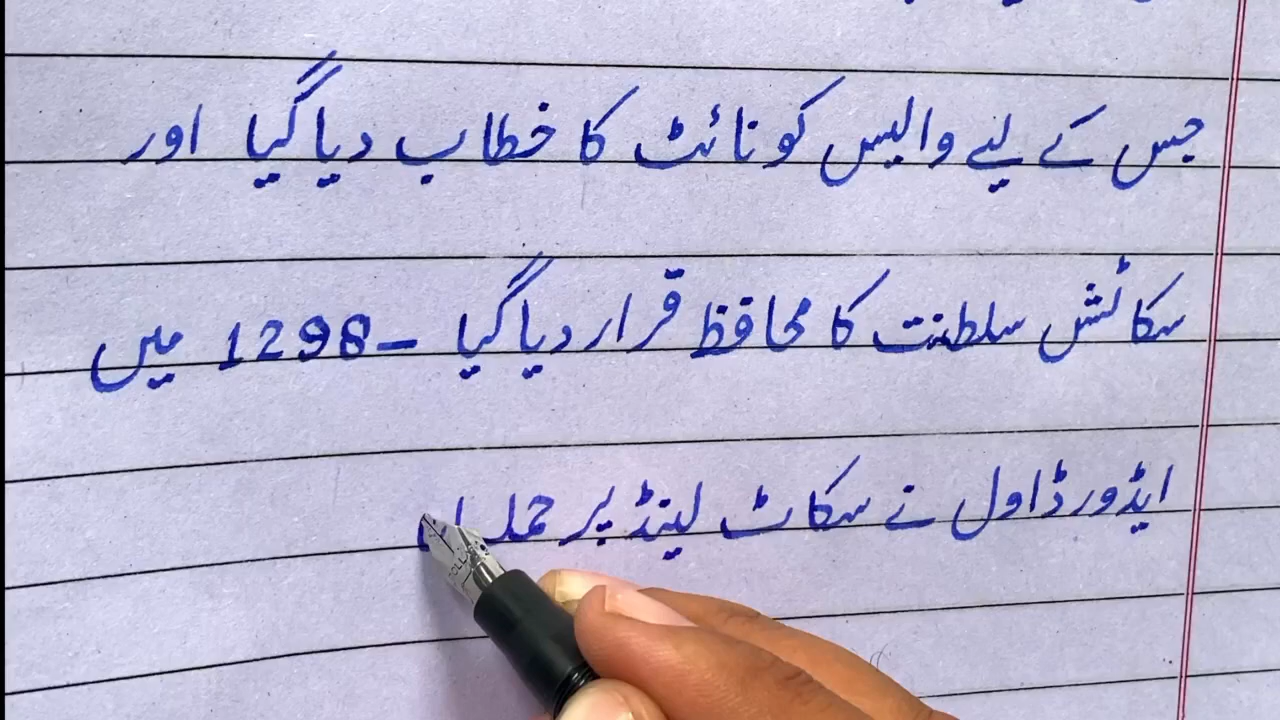 جس کے لیے والیس کو نائٹ کا خطاب دیا گیا اور
سکاٹش سلطنت کا محافظ قرار دیا گیا ۔ 1298 میں
ایڈورڈ اول نے سکاٹ لینڈ پر حملہ